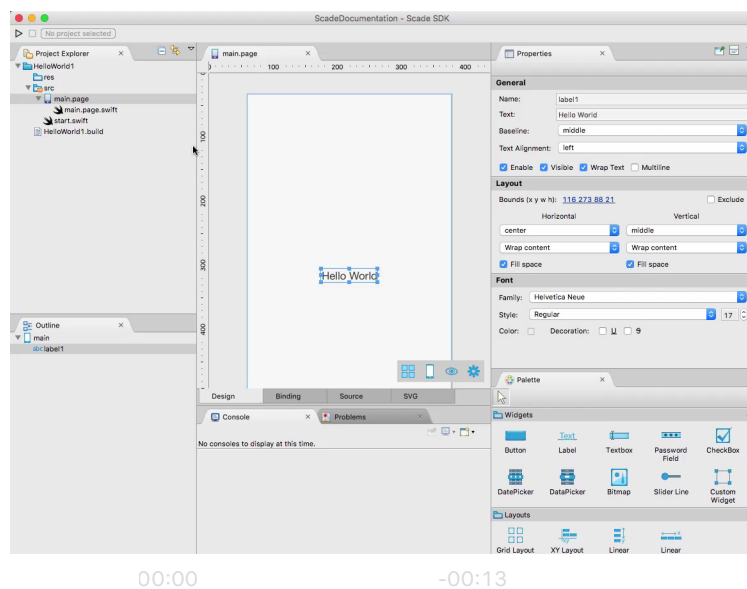 ScadeDocumentation - Scade SDK
No project selected
Project Explorer
HelloWorld1
res
src
main.page
main.page.swift
start.swift
HelloWorld1.build
Outline
main
abc label1
main.page
100 200 300 400
100
200
300
400
Hello World
Design Binding Source SVG
Console Problems
No consoles to display at this time.
Properties
General
Name: label1
Text: Hello World
Baseline: middle
Text Alignment: left
Enable Visible Wrap Text Multiline
Layout
Bounds (x y w h): 116 273 88 21 Exclude
Horizontal Vertical
center middle
Wrap content Wrap content
Fill space Fill space
Font
Family: Helvetica Neue
Style: Regular 17
Color: Decoration: U S
Palette
Widgets
Text
Button Label Textbox Password Field CheckBox
DatePicker DataPicker Bitmap Slider Line Custom Widget
Layouts
Grid Layout XY Layout Linear Linear
00:00 -00:13